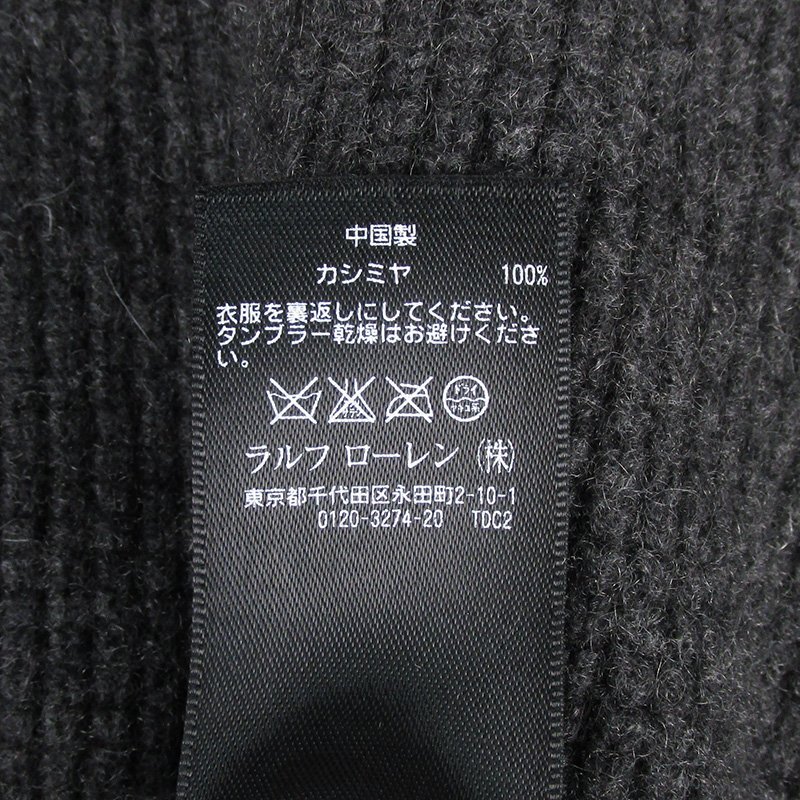 中国製
カシミヤ 100%
衣服を裏返しにしてください。
タンブラー乾燥はお避けくださ
い。
ドライ
ラルフ ローレン (株)
東京都千代田区永田町2-10-1
0120-3274-20 TDC2